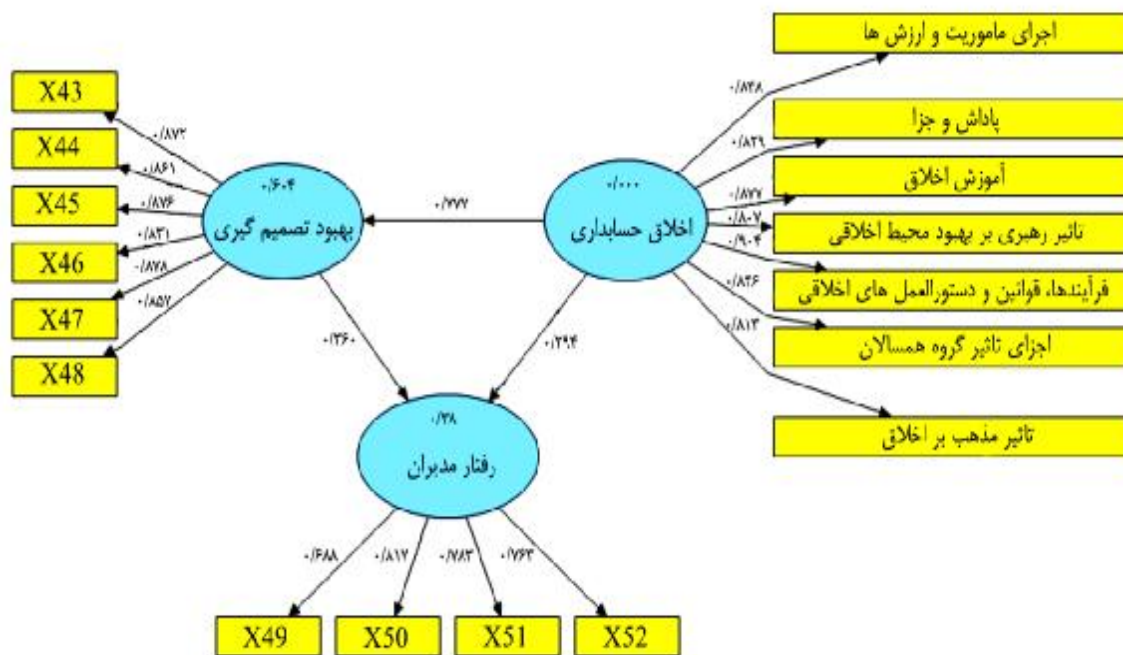 اجرای ماموریت و ارزش ها
پاداش و جزا
آموزش اخلاق
تاثیر رهبری بر بهبود محیط اخلاقی
فرآیندها، قوانین و دستورالعمل های اخلاقی
اجزای تاثیر گروه همسالان
تاثیر مذهب بر اخلاق
۰/۸۴۸
۰/۸۲۹
۰/۸۷۷
۰/۸۰۷
۰/۹۰۴
۰/۸۴۶
۰/۸۱۳
۰/۰۰۰
اخلاق حسابداری
۰/۷۷۷
۰/۶۰۴
بهبود تصمیم گیری
X43
X44
X45
X46
X47
X48
۰/۸۷۲
۰/۸۶۱
۰/۸۷۶
۰/۸۳۱
۰/۸۷۸
۰/۸۵۷
۰/۳۶۰
۰/۲۹۴
۰/۳۸
رفتار مدیران
۰/۶۸۸
۰/۸۱۷
۰/۷۸۳
۰/۷۶۳
X49
X50
X51
X52